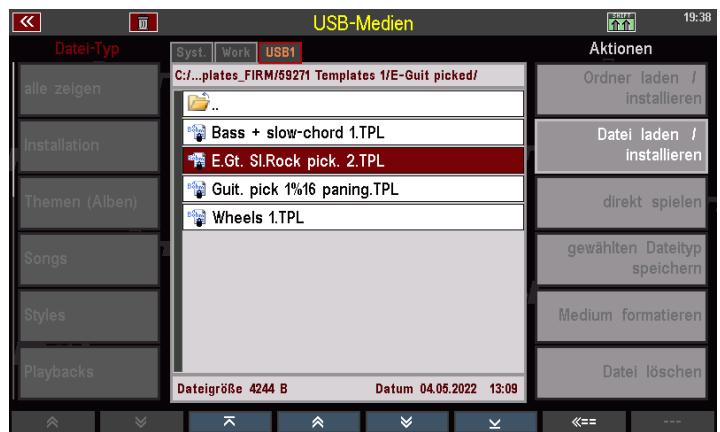 USB-Medien
SHIFT
19:38
Datei-Typ
Syst. Work USB1
Aktionen
C:/...plates_FIRM/59271 Templates 1/E-Guit picked/
alle zeigen
Installation
Themen (Alben)
Songs
Styles
Playbacks
..
Bass + slow-chord 1.TPL
E.Gt. Sl.Rock pick. 2.TPL
Guit. pick 1%16 paning.TPL
Wheels 1.TPL
Dateigröße 4244 B Datum 04.05.2022 13:09
Ordner laden /
installieren
Datei laden /
installieren
direkt spielen
gewählten Dateityp
speichern
Medium formatieren
Datei löschen
«==
---